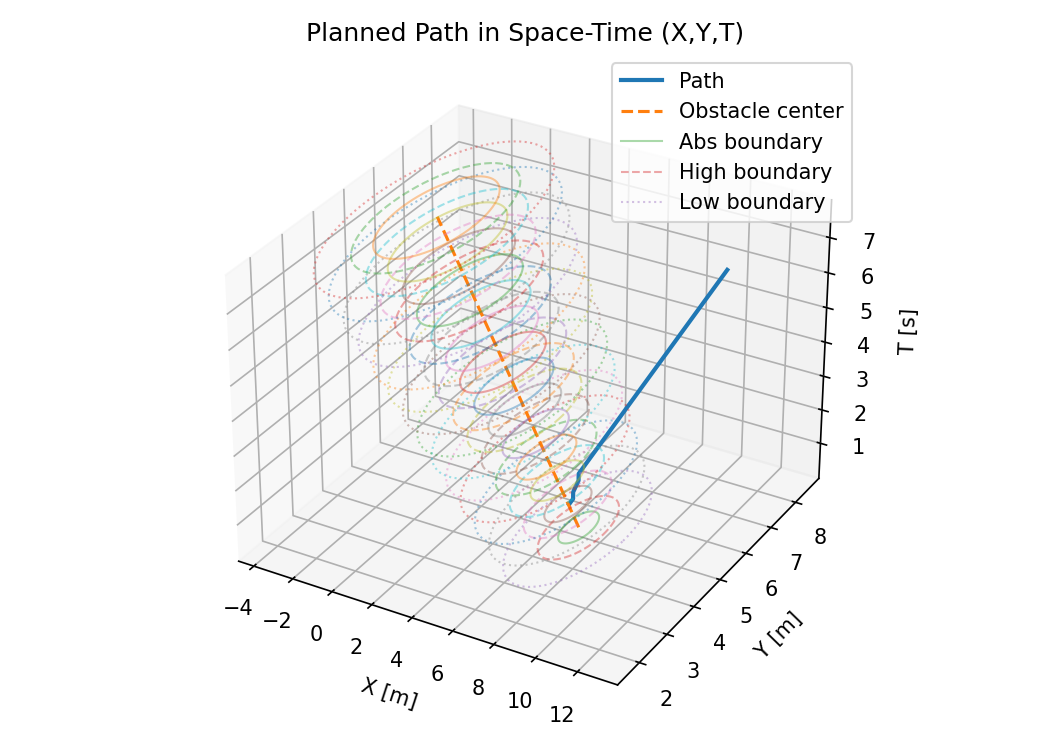 Planned Path in Space-Time (X,Y,T)
Path
Obstacle center
Abs boundary
High boundary
Low boundary
7
6
5
4
3
2
1
T [s]
8
7
6
5
4
3
2
Y [m]
−4
−2
0
2
4
6
8
10
12
X [m]